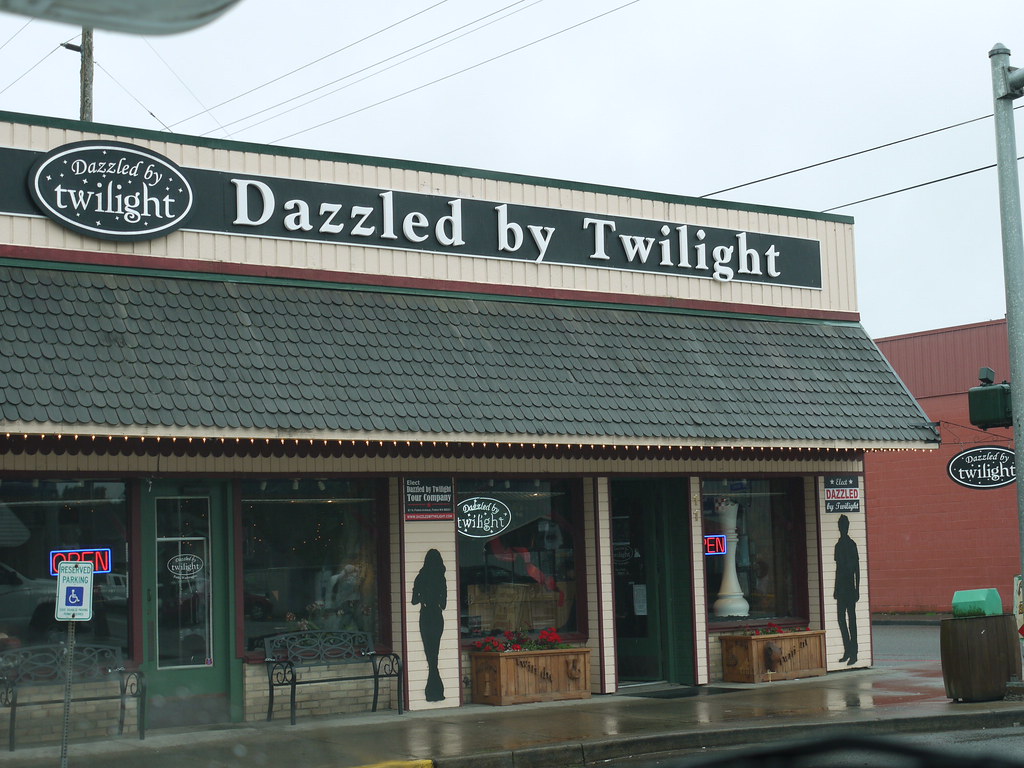 Dazzled by
twilight
Dazzled by Twilight
Dazzled by
twilight
Elect
Dazzled by Twilight
Tour Company
Dazzled by
twilight
Elect
DAZZLED
by Twilight
OPEN
PEN
RESERVED
PARKING
Dazzled by
twilight